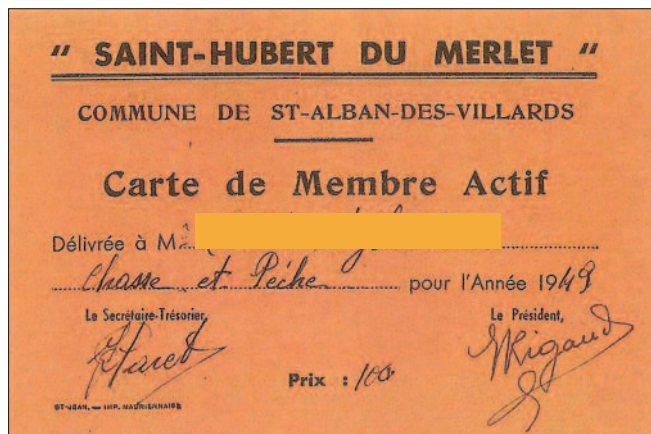 " SAINT-HUBERT DU MERLET "
COMMUNE DE ST-ALBAN-DES-VILLARDS
Carte de Membre Actif
Délivrée à M
Chasse et Pêche pour l'Année 1949
Le Secrétaire-Trésorier, Le Président,
Prix : 100
ST-JEAN. — IMP. MAURIENNAISE